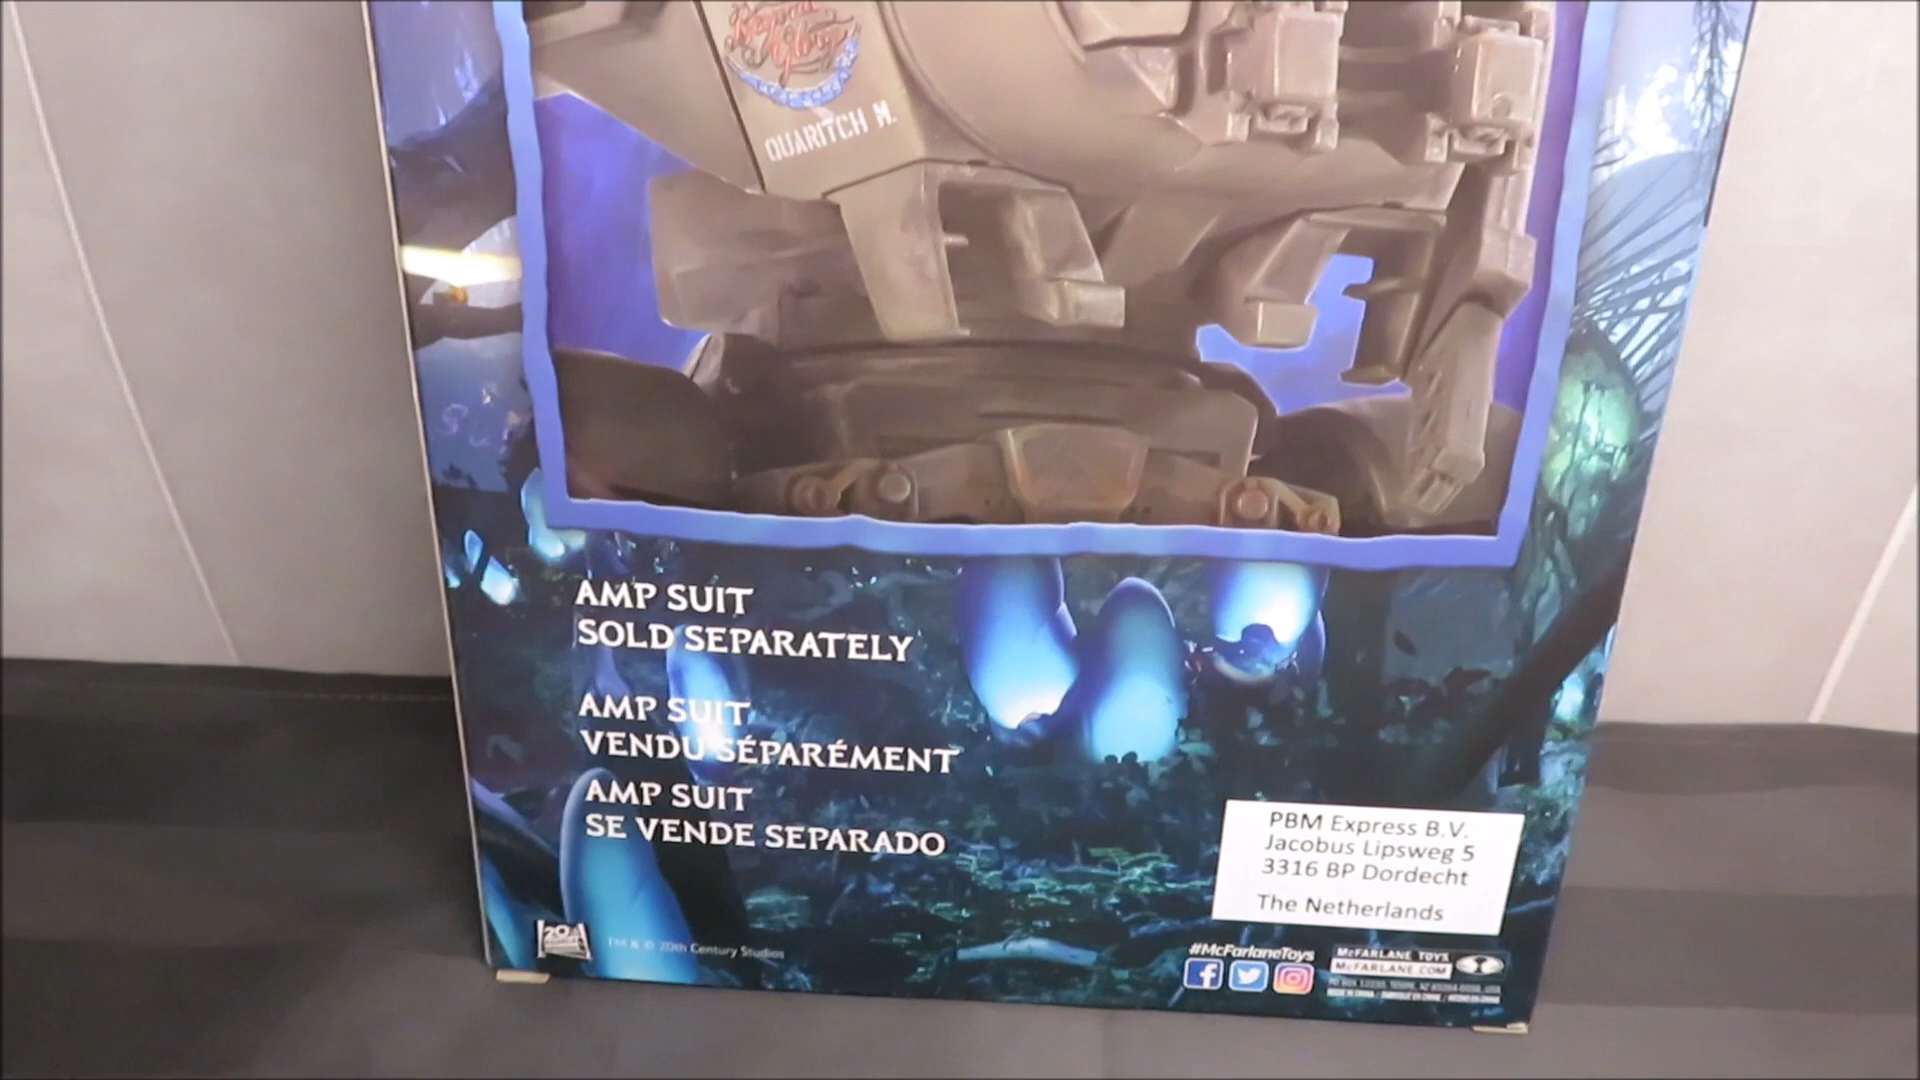 QUARITCH M.
AMP SUIT
SOLD SEPARATELY
AMP SUIT
VENDU SÉPARÉMENT
AMP SUIT
SE VENDE SEPARADO
PBM Express B.V.
Jacobus Lipsweg 5
3316 BP Dordecht
The Netherlands
20th
TM & © 20th Century Studios
#McFarlaneToys
McFARLANE TOYS
McFARLANE.COM